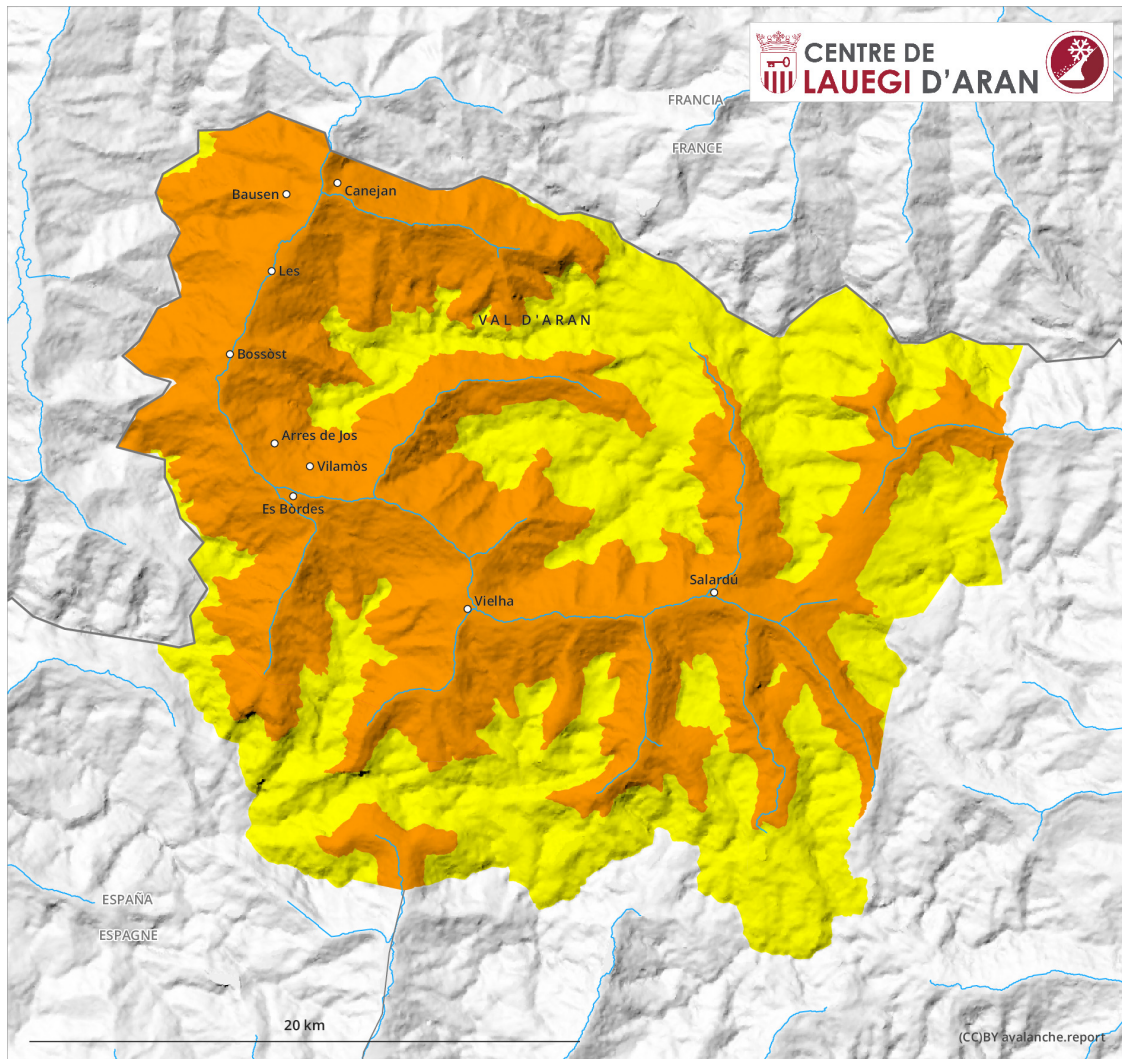 CENTRE DE
LAUEGI D'ARAN
FRANCIA
FRANCE
Bausen
Canejan
Les
VAL D'ARAN
Bossòst
Arres de Jos
Vilamòs
Es Bòrdes
Salardú
Vielha
ESPAÑA
ESPAGNE
20 km
(CC)BY avalanche.report